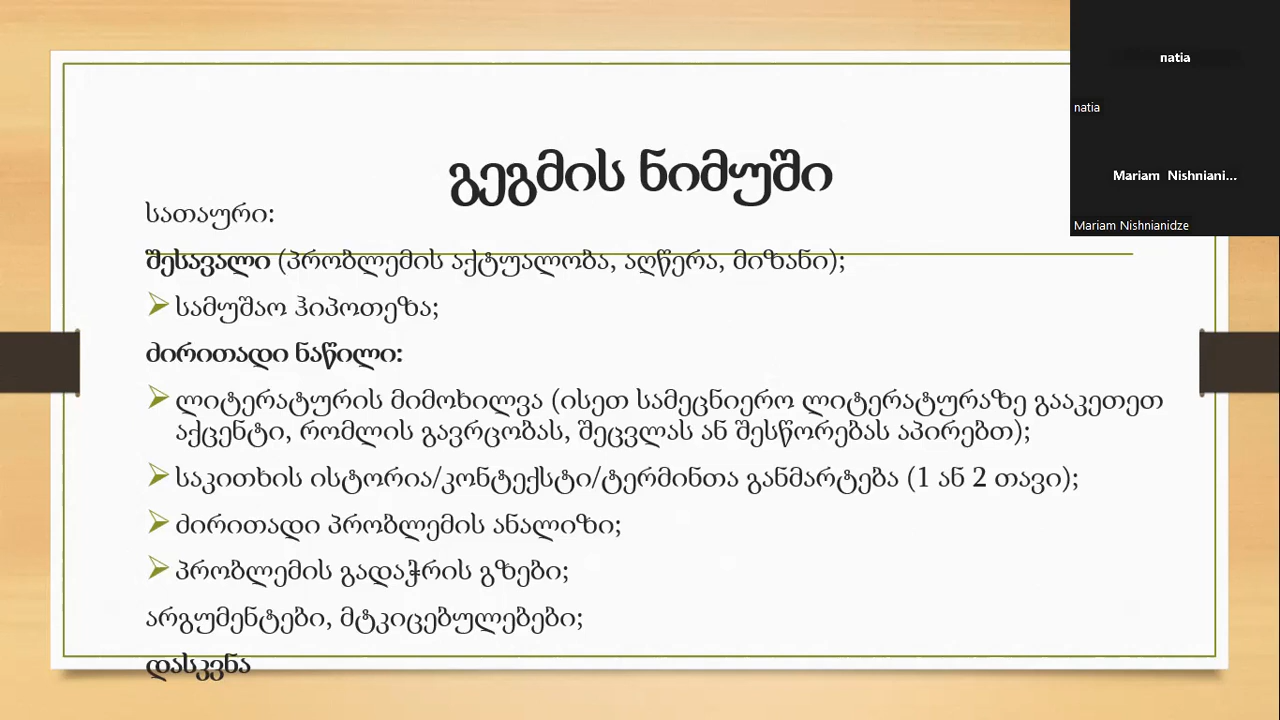 natia
natia
Mariam Nishniani...
Mariam Nishnianidze
გეგმის ნიმუში
სათაური:
შესავალი (პრობლემის აქტუალობა, აღწერა, მიზანი);
სამუშაო ჰიპოთეზა;
ძირითადი ნაწილი:
ლიტერატურის მიმოხილვა (ისეთ სამეცნიერო ლიტერატურაზე გააკეთეთ
აქცენტი, რომლის გავრცობას, შეცვლას ან შესწორებას აპირებთ);
საკითხის ისტორია/კონტექსტი/ტერმინთა განმარტება (1 ან 2 თავი);
ძირითადი პრობლემის ანალიზი;
პრობლემის გადაჭრის გზები;
არგუმენტები, მტკიცებულებები;
დასკვნა